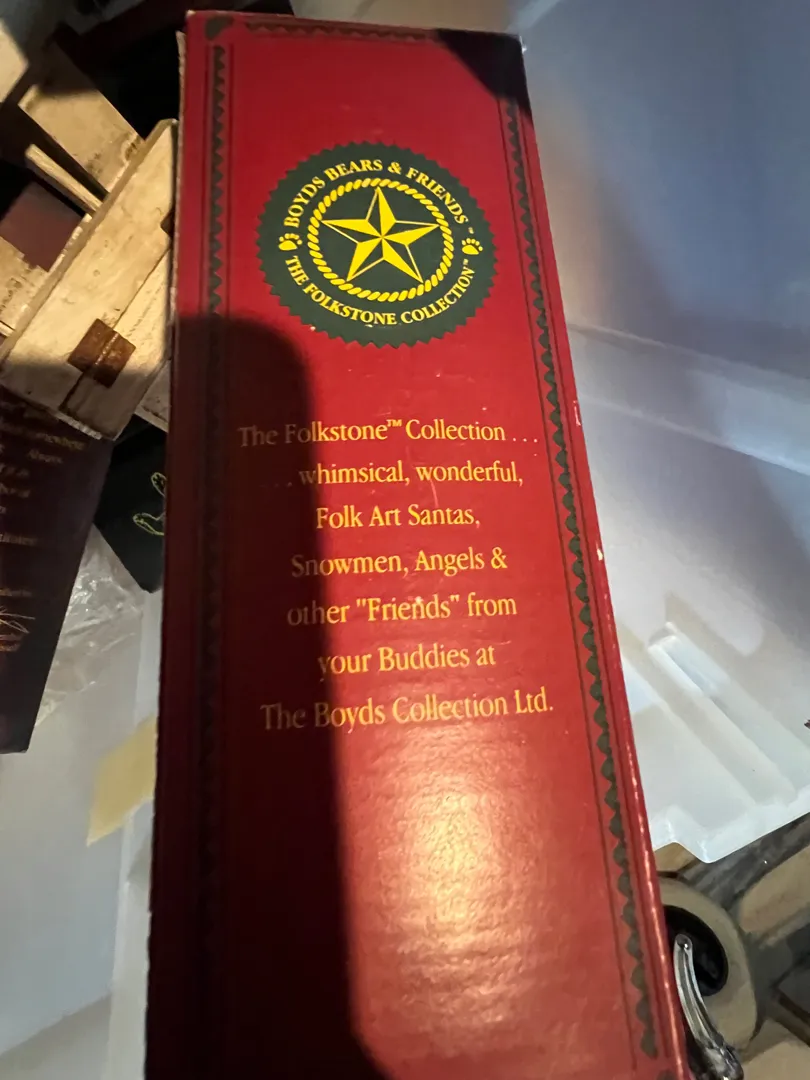 BOYDS BEARS & FRIENDS™
THE FOLKSTONE COLLECTION™
The Folkstone™ Collection . . .
. . . whimsical, wonderful,
Folk Art Santas,
Snowmen, Angels &
other "Friends" from
your Buddies at
The Boyds Collection Ltd.